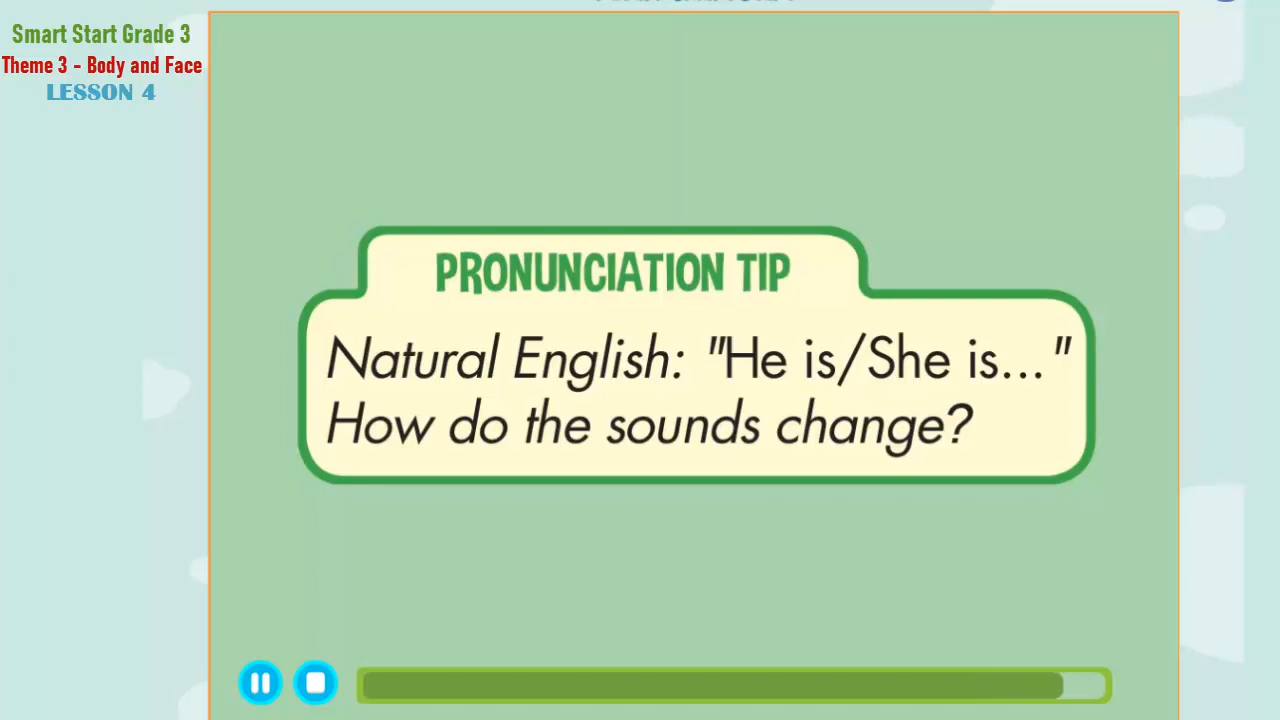 Smart Start Grade 3
Theme 3 - Body and Face
LESSON 4
PRONUNCIATION TIP
Natural English: "He is/She is..."
How do the sounds change?